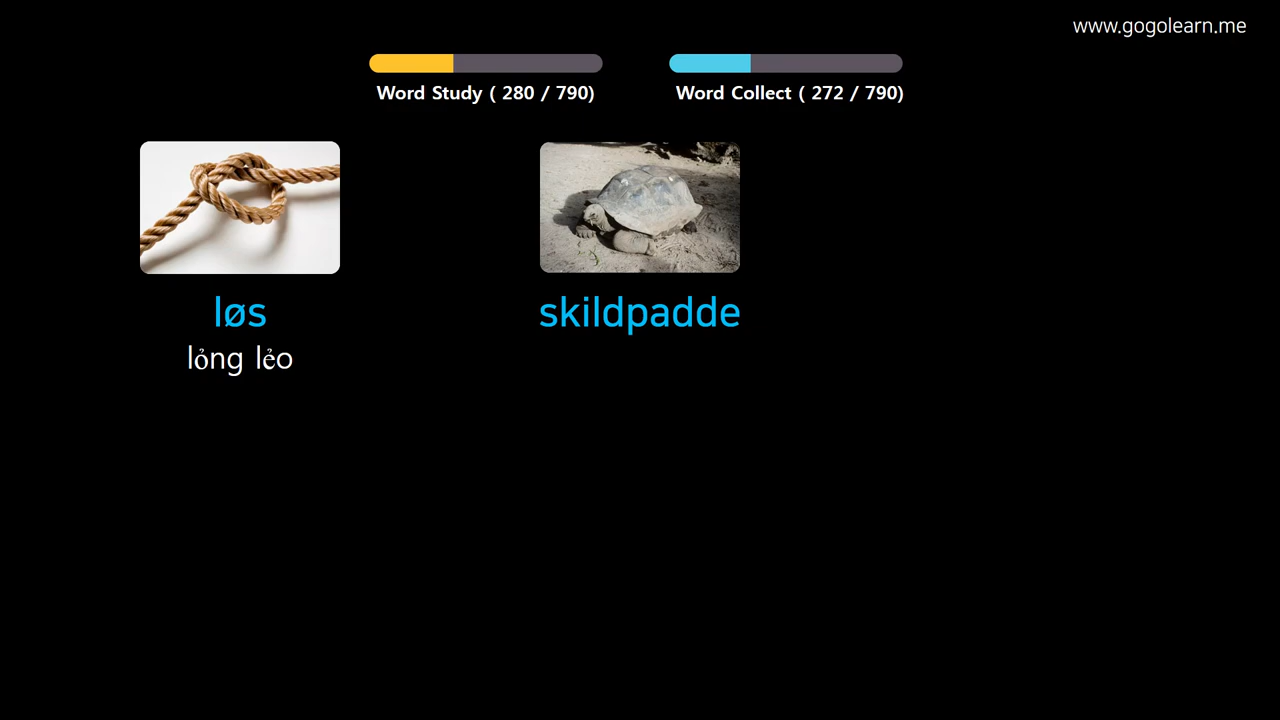 www.gogolearn.me
Word Study ( 280 / 790)
Word Collect ( 272 / 790)
løs
skildpadde
lỏng lẻo